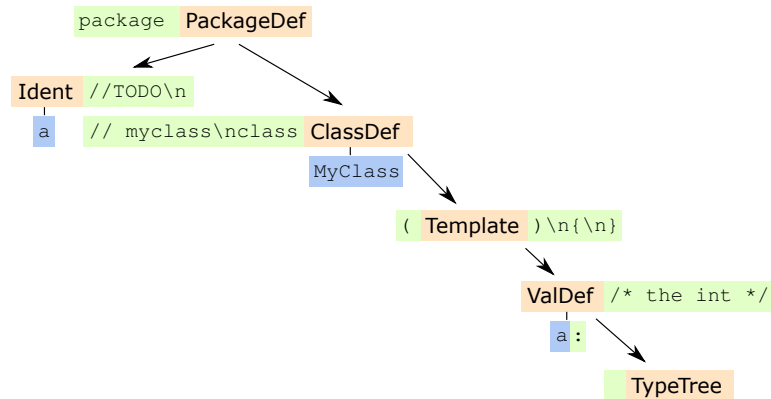 package PackageDef
Ident //TODO\n
a
// myclass\nclass ClassDef
MyClass
( Template )\n{\n}
ValDef /* the int */
a:
TypeTree